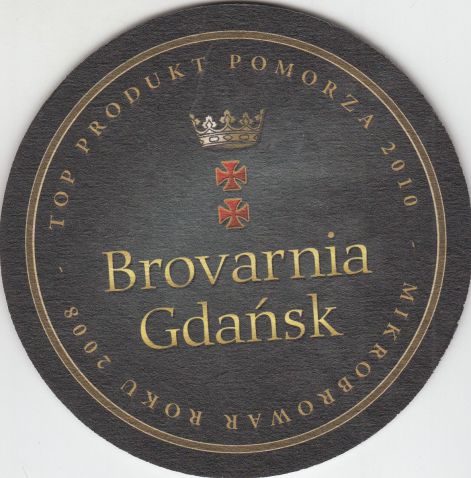 TOP PRODUKT POMORZA 2010 - MIKROBROWAR ROKU 2008 -
Brovarnia
Gdańsk